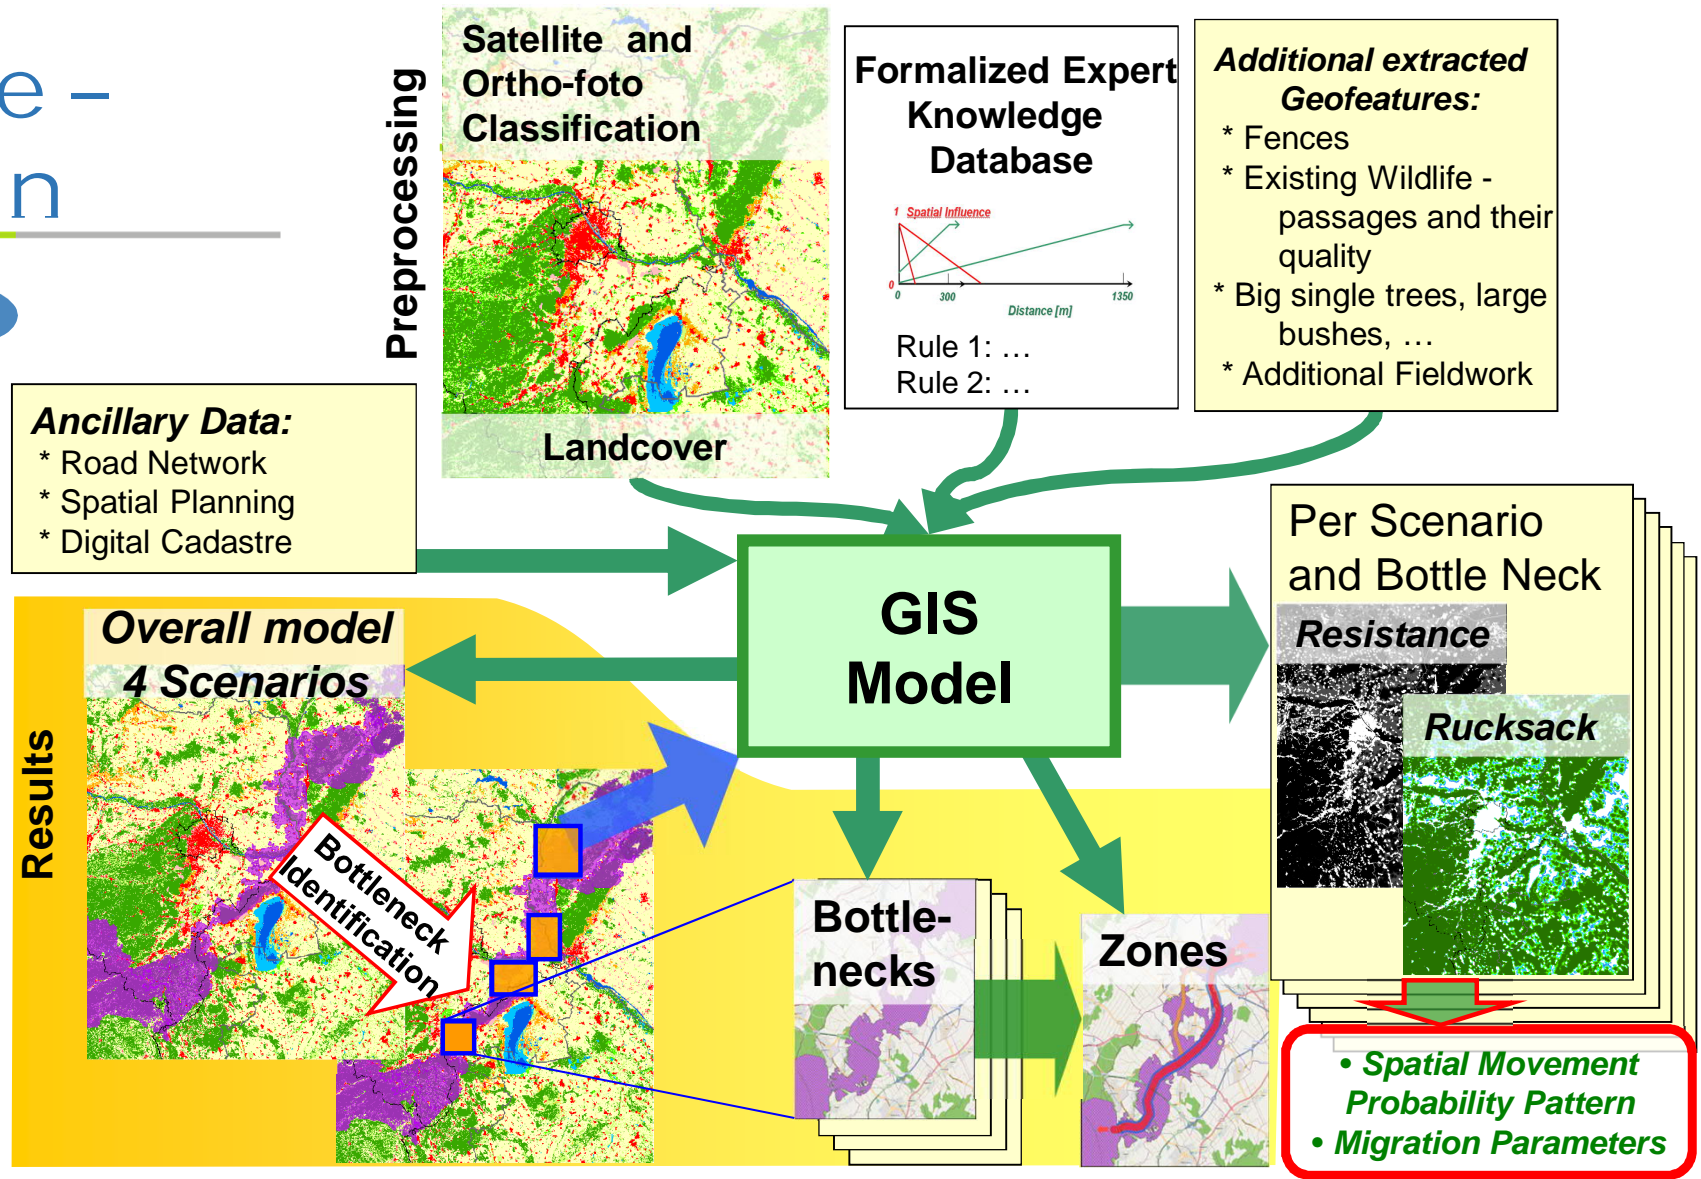 e –
n
Preprocessing
Satellite and
Ortho-foto
Classification
Landcover
Formalized Expert
Knowledge
Database
1 Spatial Influence
0
0 300 1350
Distance [m]
Rule 1: …
Rule 2: …
Additional extracted
Geofeatures:
* Fences
* Existing Wildlife -
passages and their
quality
* Big single trees, large
bushes, …
* Additional Fieldwork
Ancillary Data:
* Road Network
* Spatial Planning
* Digital Cadastre
GIS
Model
Per Scenario
and Bottle Neck
Resistance
Rucksack
Results
Overall model
4 Scenarios
Bottleneck
Identification
Bottle-
necks
Zones
• Spatial Movement
Probability Pattern
• Migration Parameters